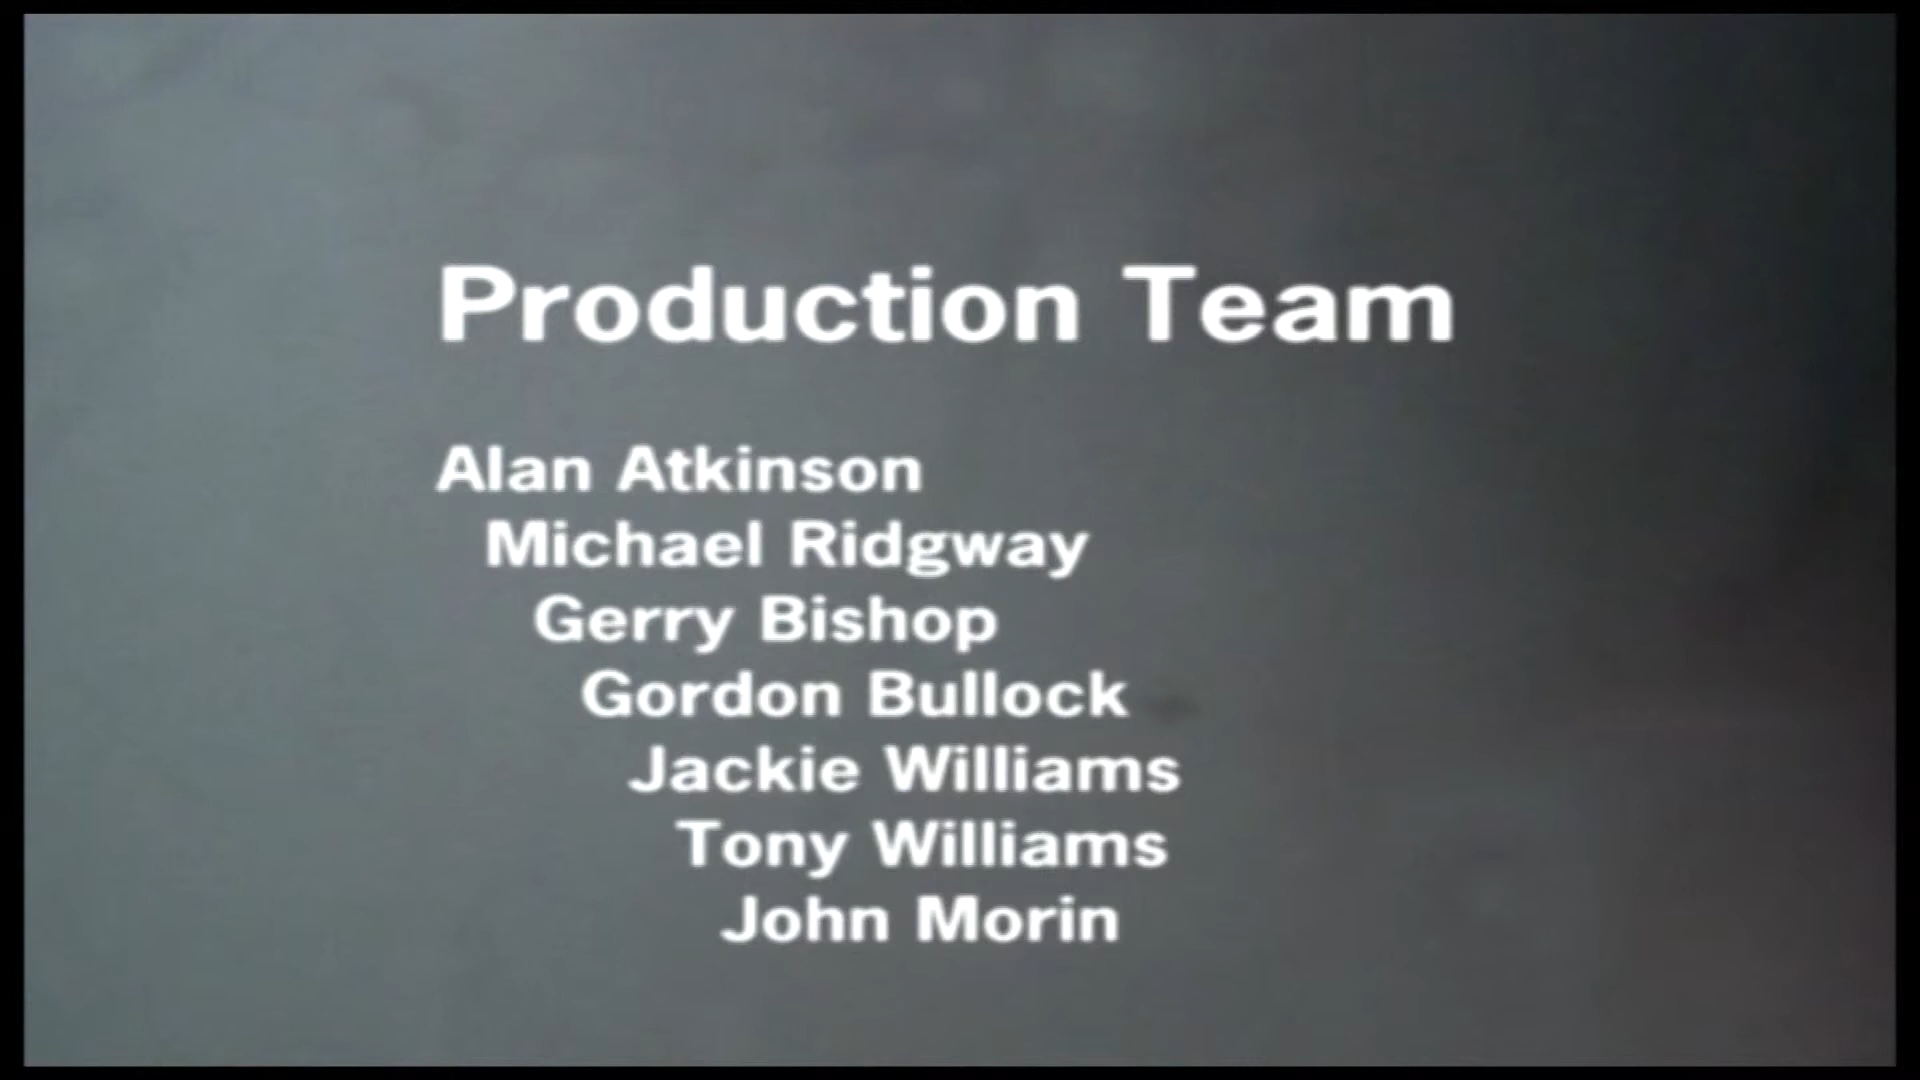 Production Team
Alan Atkinson
Michael Ridgway
Gerry Bishop
Gordon Bullock
Jackie Williams
Tony Williams
John Morin